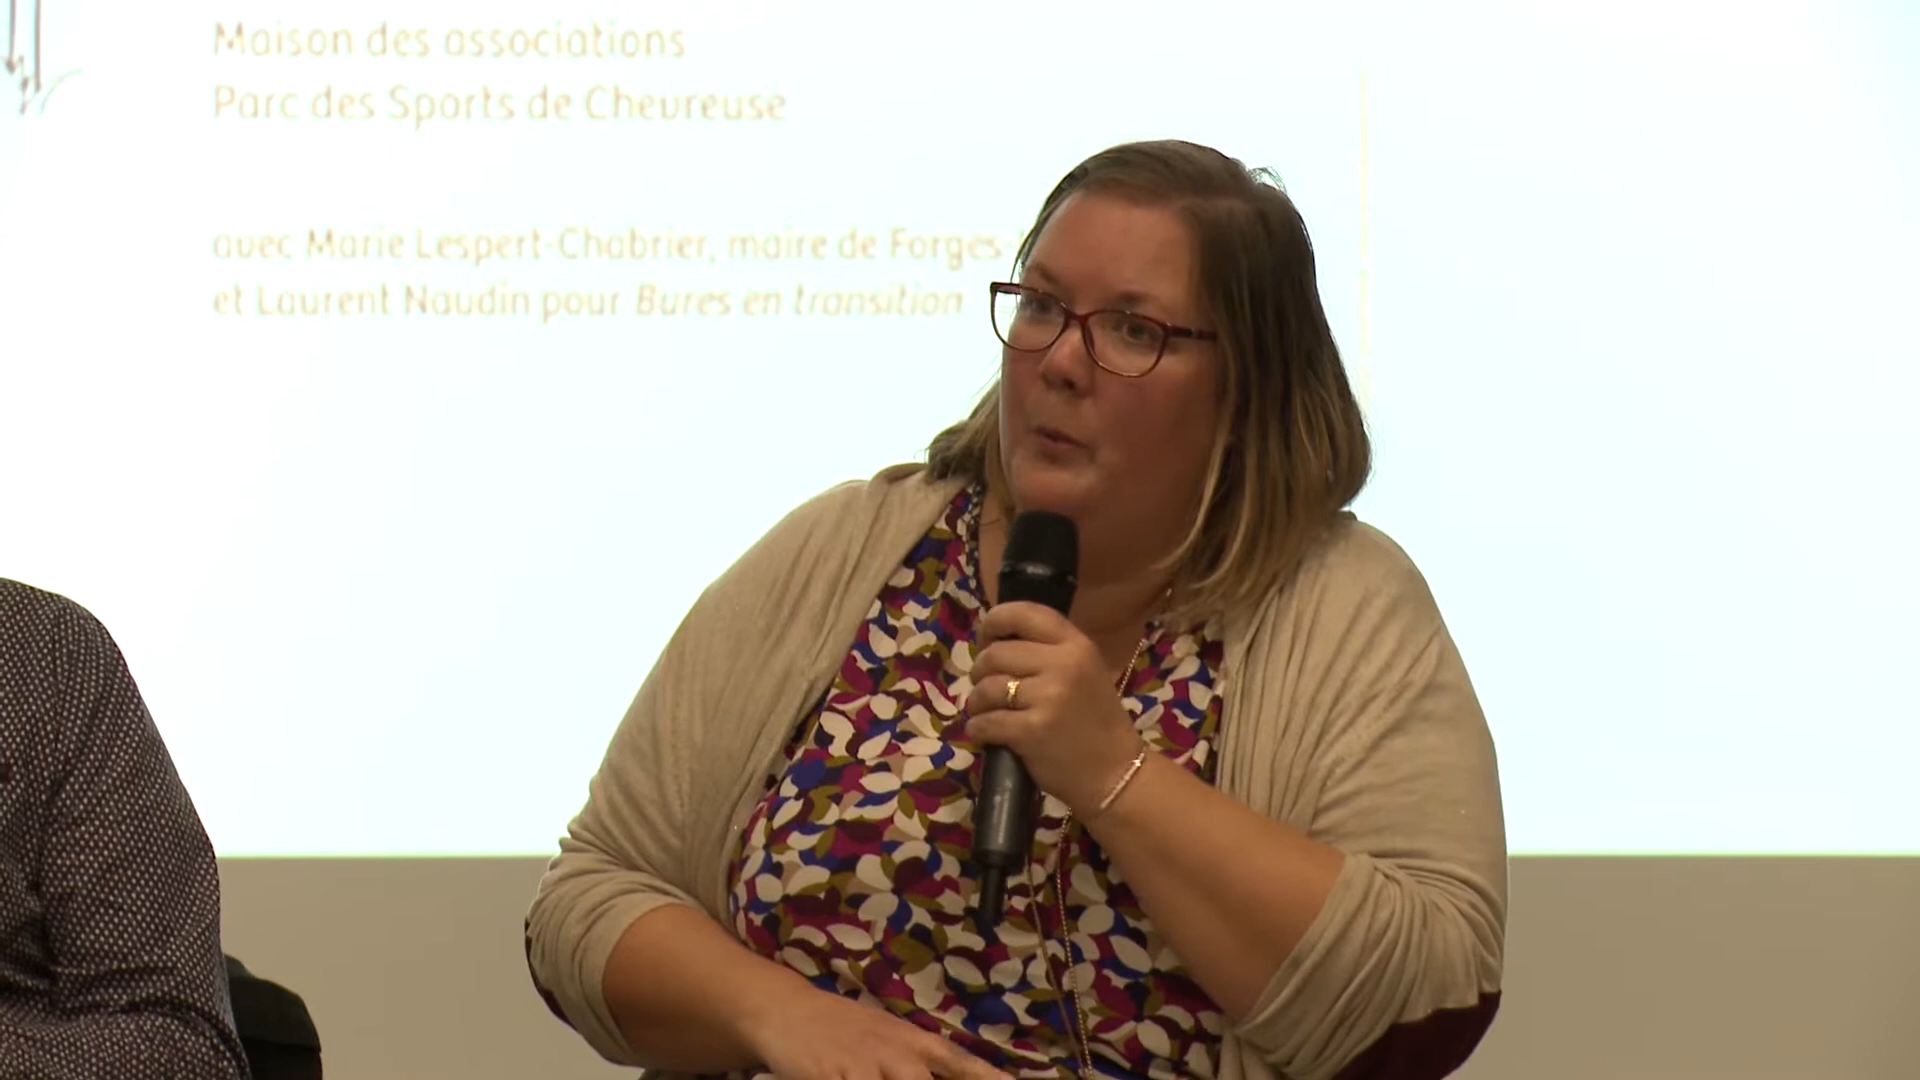 Maison des associations
Parc des Sports de Chevreuse
avec Marie Lespert-Chabrier, maire de Forges-
et Laurent Naudin pour Bures en transition